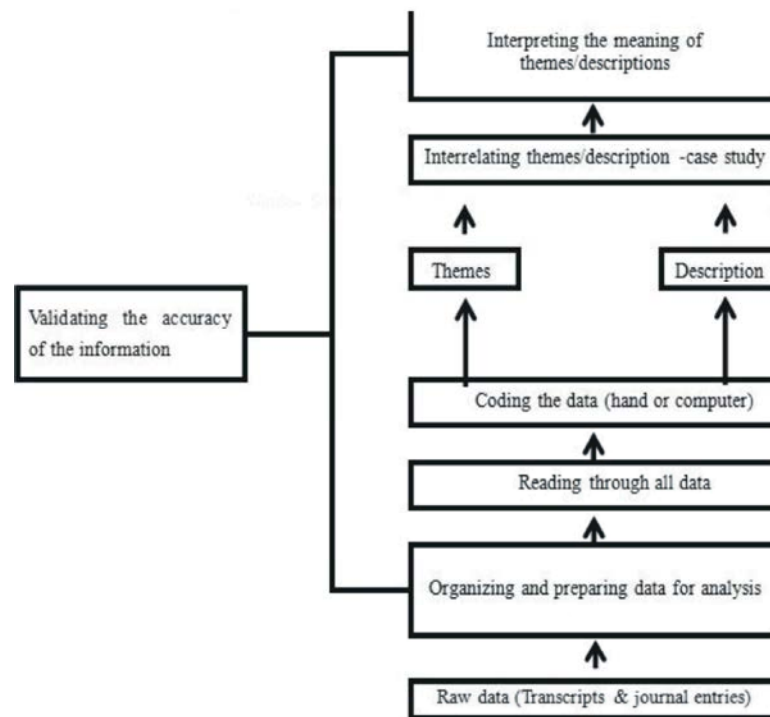 Interpreting the meaning of
themes/descriptions
Interrelating themes/description -case study
Themes
Description
Validating the accuracy
of the information
Coding the data (hand or computer)
Reading through all data
Organizing and preparing data for analysis
Raw data (Transcripts & journal entries)